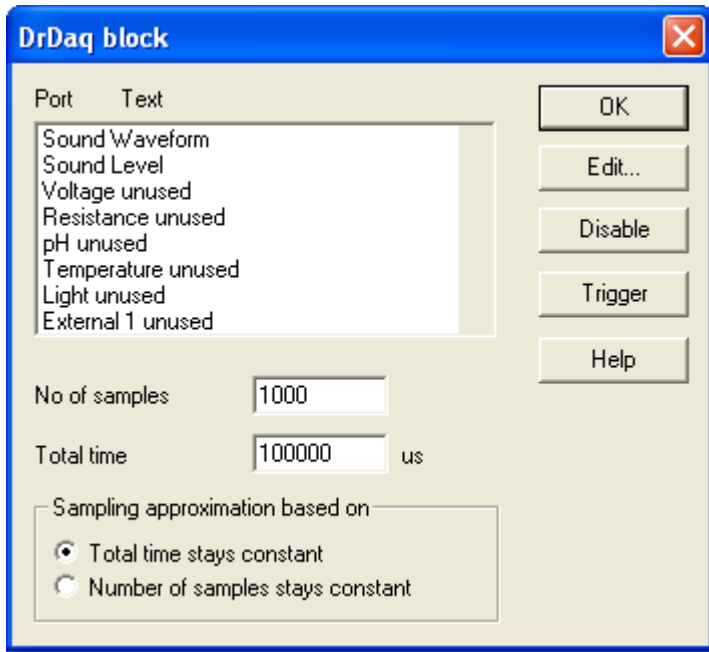 DrDaq block
Port Text
Sound Waveform
Sound Level
Voltage unused
Resistance unused
pH unused
Temperature unused
Light unused
External 1 unused
OK
Edit...
Disable
Trigger
Help
No of samples 1000
Total time 100000 us
Sampling approximation based on
Total time stays constant
Number of samples stays constant